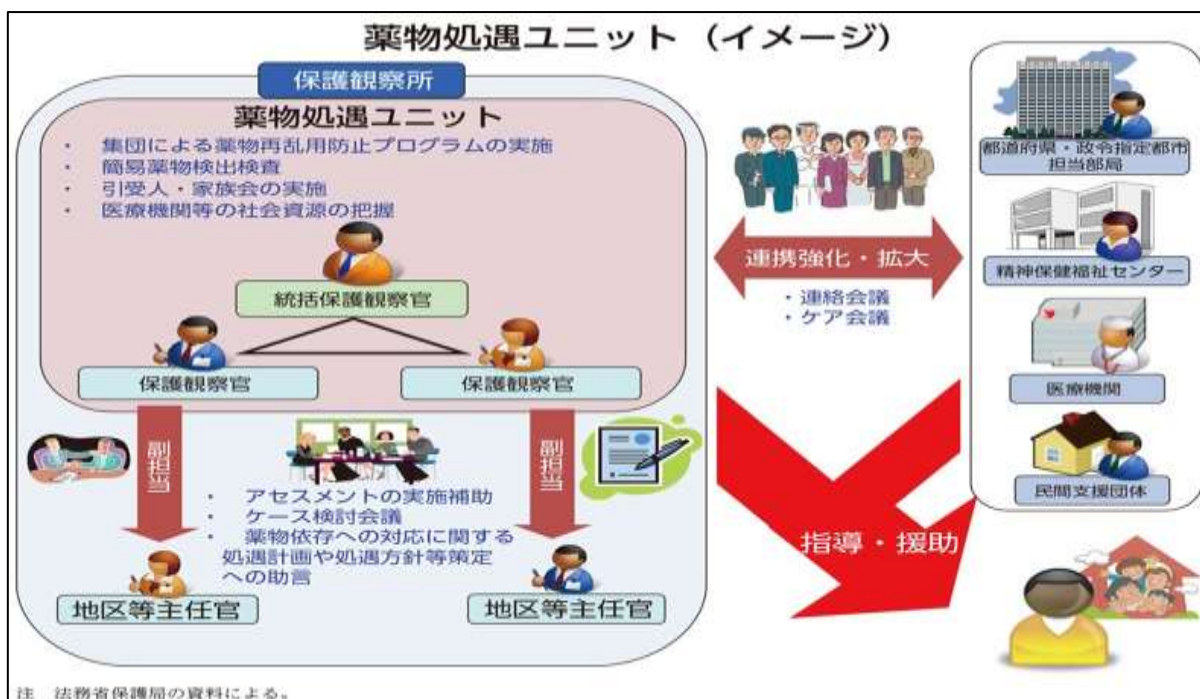 薬物処遇ユニット（イメージ）
保護観察所
薬物処遇ユニット
・ 集団による薬物再乱用防止プログラムの実施
・ 簡易薬物検出検査
・ 引受人・家族会の実施
・ 医療機関等の社会資源の把握
統括保護観察官
保護観察官
保護観察官
副担当
副担当
・ アセスメントの実施補助
・ ケース検討会議
・ 薬物依存への対応に関する
処遇計画や処遇方針等策定
への助言
地区等主任官
地区等主任官
連携強化・拡大
・連絡会議
・ケア会議
指導・援助
都道府県・政令指定都市
担当部局
精神保健福祉センター
医療機関
民間支援団体
注　法務省保護局の資料による。